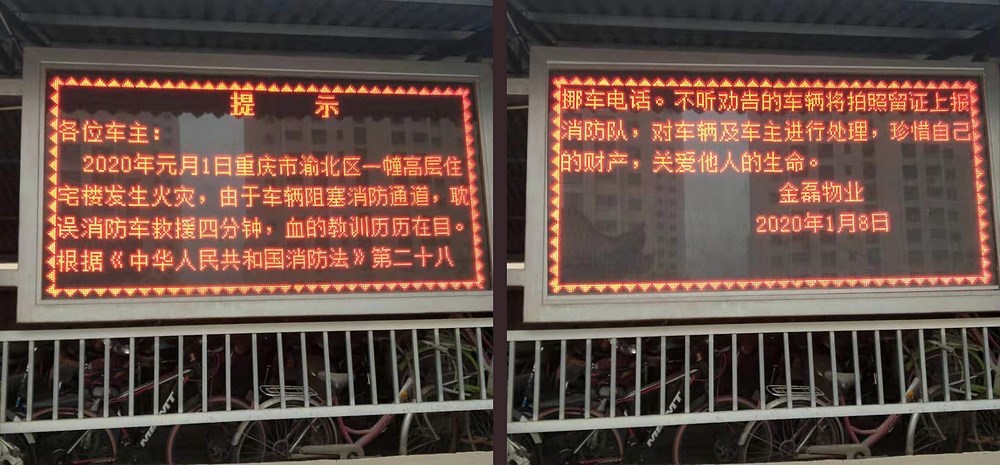 提 示
各位车主：
2020年元月1日重庆市渝北区一幢高层住
宅楼发生火灾，由于车辆阻塞消防通道，耽
误消防车救援四分钟，血的教训历历在目。
根据《中华人民共和国消防法》第二十八
挪车电话。不听劝告的车辆将拍照留证上报
消防队，对车辆及车主进行处理，珍惜自己
的财产，关爱他人的生命。
金磊物业
2020年1月8日